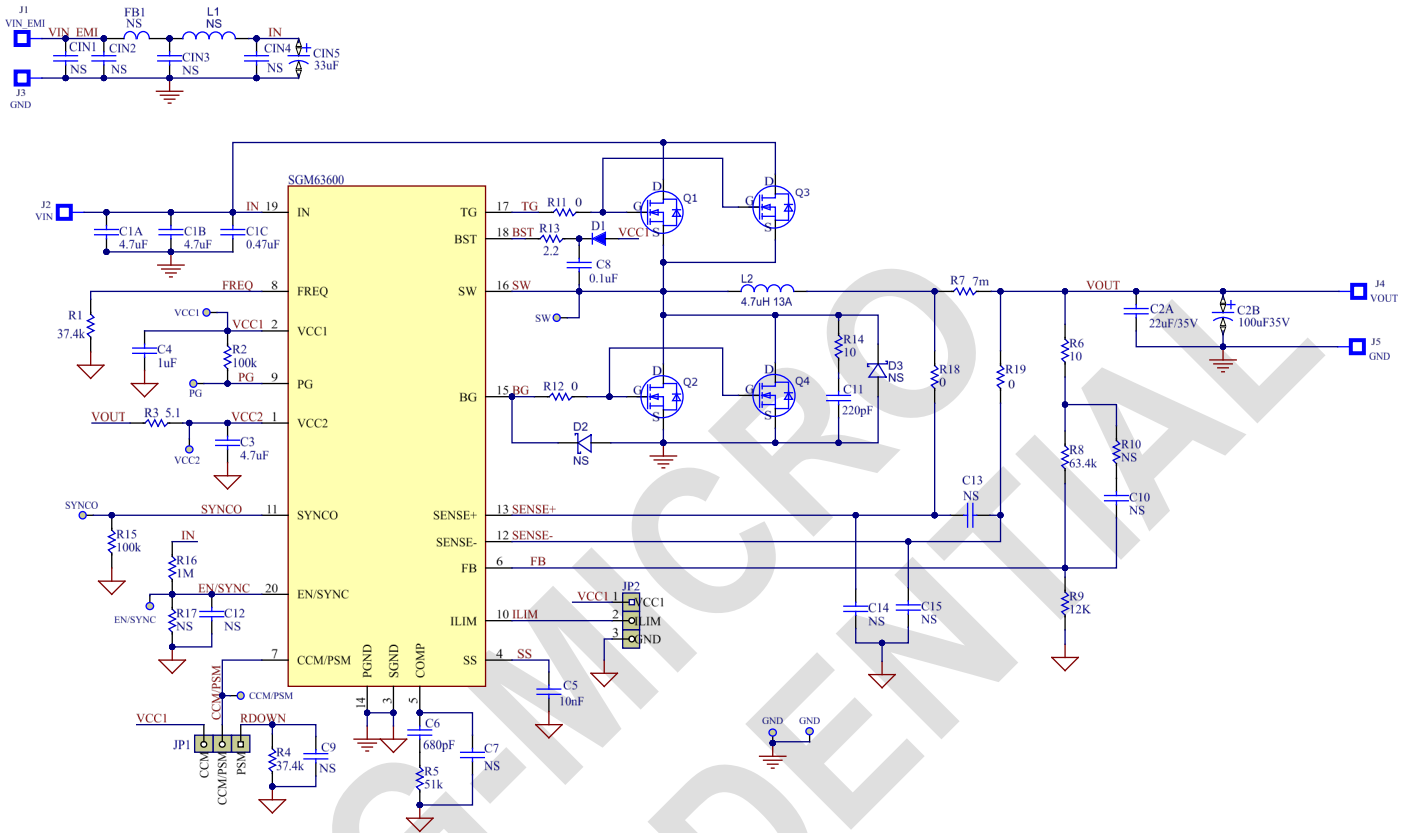 J1
VIN_EMI
VIN_EMI
FB1
NS
L1
NS
IN
CIN1
NS
CIN2
NS
CIN3
NS
CIN4
NS
CIN5
33uF
J3
GND
SGM63600
J2
VIN
IN 19 IN
C1A
4.7uF
C1B
4.7uF
C1C
0.47uF
FREQ 8 FREQ
R1
37.4k
VCC1
VCC1 2 VCC1
C4
1uF
R2
100k
PG 9 PG
PG
VOUT R3 5.1 VCC2 1 VCC2
VCC2
C3
4.7uF
SYNCO
SYNCO 11 SYNCO
R15
100k
IN
R16
1M
EN/SYNC 20 EN/SYNC
EN/SYNC
R17
NS
C12
NS
7 CCM/PSM
CCM/PSM
CCM/PSM
VCC1
RDOWN
JP1
CCM
CCM/PSM
PSM
R4
37.4k
C9
NS
PGND
14
SGND
3
COMP
5
C6
680pF
R5
51k
C7
NS
TG 17 TG R11 0
BST 18 BST R13
2.2
D1
VCC1
C8
0.1uF
SW 16 SW
SW
Q1
D
G
S
Q3
D
G
S
L2
4.7uH 13A
R7 7m
VOUT
J4
VOUT
C2A
22uF/35V
C2B
100uF35V
J5
GND
BG 15 BG R12 0
D2
NS
Q2
D
G
S
Q4
D
G
S
R14
10
C11
220pF
D3
NS
R18
0
R19
0
R6
10
R8
63.4k
R10
NS
C10
NS
C13
NS
SENSE+ 13 SENSE+
SENSE- 12 SENSE-
FB 6 FB
R9
12K
C14
NS
C15
NS
JP2
VCC1 1 VCC1
ILIM 10 ILIM 2 ILIM
3 GND
SS 4 SS
C5
10nF
GND
GND
G-MICRO
DENTIAL